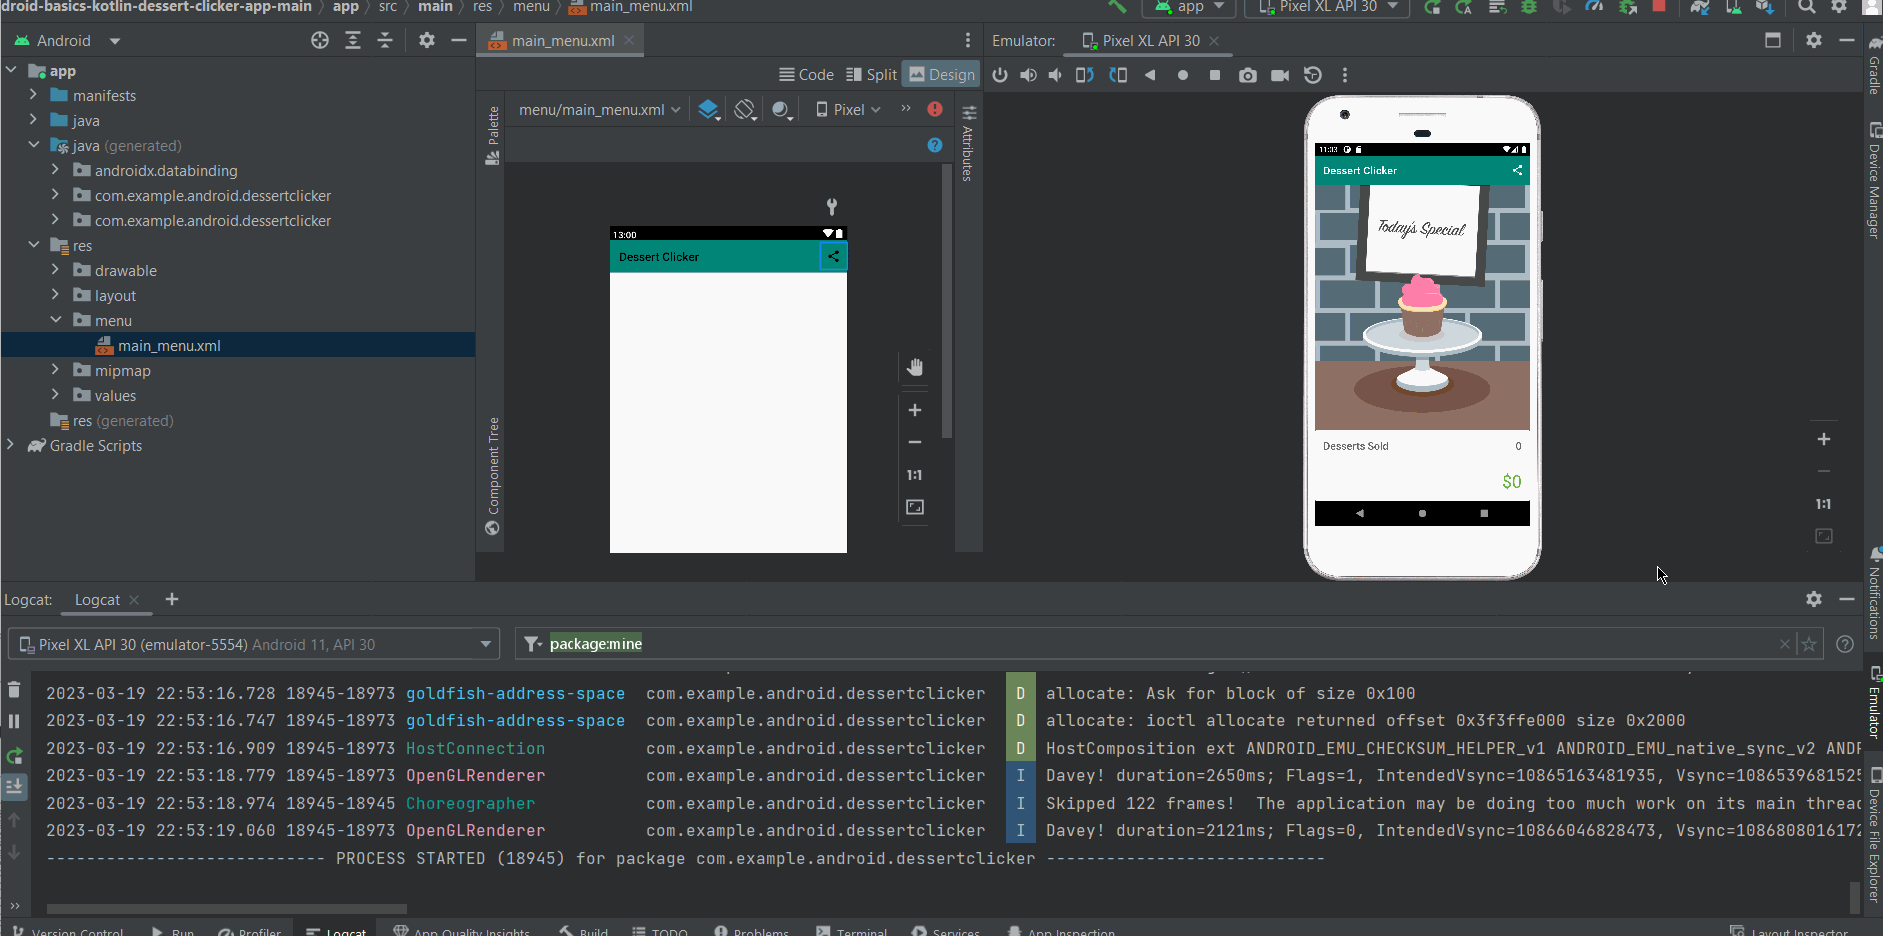 droid-basics-kotlin-dessert-clicker-app-main app src main res menu main_menu.xml
app Pixel XL API 30
Android
main_menu.xml
Emulator: Pixel XL API 30
Code Split Design
menu/main_menu.xml Pixel
Palette
Attributes
Component Tree
app
manifests
java
java (generated)
androidx.databinding
com.example.android.dessertclicker
com.example.android.dessertclicker
res
drawable
layout
menu
main_menu.xml
mipmap
values
res (generated)
Gradle Scripts
13:00
Dessert Clicker
1:1
11:03
Dessert Clicker
Today's Special
Desserts Sold 0
$0
1:1
Gradle
Device Manager
Notifications
Emulator
Device File Explorer
Logcat: Logcat
Pixel XL API 30 (emulator-5554) Android 11, API 30
package:mine
2023-03-19 22:53:16.728 18945-18973 goldfish-address-space com.example.android.dessertclicker D allocate: Ask for block of size 0x100
2023-03-19 22:53:16.747 18945-18973 goldfish-address-space com.example.android.dessertclicker D allocate: ioctl allocate returned offset 0x3f3ffe000 size 0x2000
2023-03-19 22:53:16.909 18945-18973 HostConnection com.example.android.dessertclicker D HostComposition ext ANDROID_EMU_CHECKSUM_HELPER_v1 ANDROID_EMU_native_sync_v2 ANDR
2023-03-19 22:53:18.779 18945-18973 OpenGLRenderer com.example.android.dessertclicker I Davey! duration=2650ms; Flags=1, IntendedVsync=10865163481935, Vsync=1086539681525
2023-03-19 22:53:18.974 18945-18945 Choreographer com.example.android.dessertclicker I Skipped 122 frames! The application may be doing too much work on its main threa
2023-03-19 22:53:19.060 18945-18973 OpenGLRenderer com.example.android.dessertclicker I Davey! duration=2121ms; Flags=0, IntendedVsync=10866046828473, Vsync=1086808016172
--------------------------- PROCESS STARTED (18945) for package com.example.android.dessertclicker ---------------------------
Version Control Run Profiler Logcat App Quality Insights Build TODO Problems Terminal Services App Inspection Layout Inspector